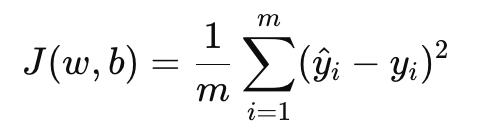 J(w, b) = \frac{1}{m} \sum_{i=1}^{m} (\hat{y}_i - y_i)^2